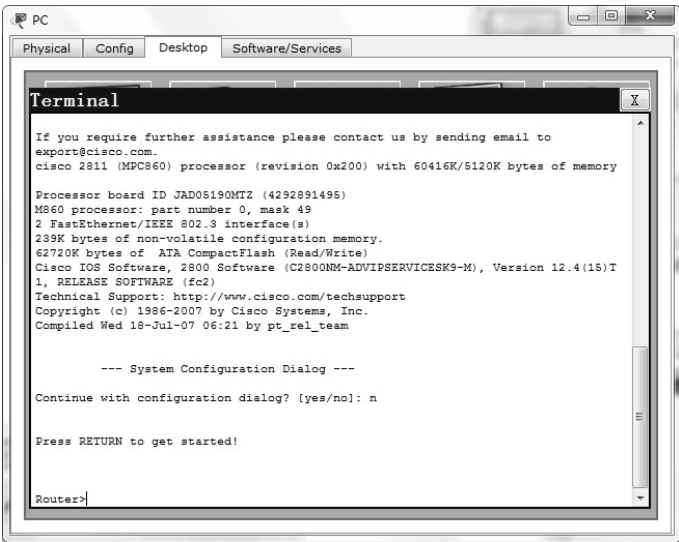 PC
Physical Config Desktop Software/Services
Terminal X
If you require further assistance please contact us by sending email to
export@cisco.com.
cisco 2811 (MPC860) processor (revision 0x200) with 60416K/5120K bytes of memory
Processor board ID JAD05190MTZ (4292891495)
M860 processor: part number 0, mask 49
2 FastEthernet/IEEE 802.3 interface(s)
239K bytes of non-volatile configuration memory.
62720K bytes of  ATA CompactFlash (Read/Write)
Cisco IOS Software, 2800 Software (C2800NM-ADVIPSERVICESK9-M), Version 12.4(15)T
1, RELEASE SOFTWARE (fc2)
Technical Support: http://www.cisco.com/techsupport
Copyright (c) 1986-2007 by Cisco Systems, Inc.
Compiled Wed 18-Jul-07 06:21 by pt_rel_team
--- System Configuration Dialog ---
Continue with configuration dialog? [yes/no]: n
Press RETURN to get started!
Router>